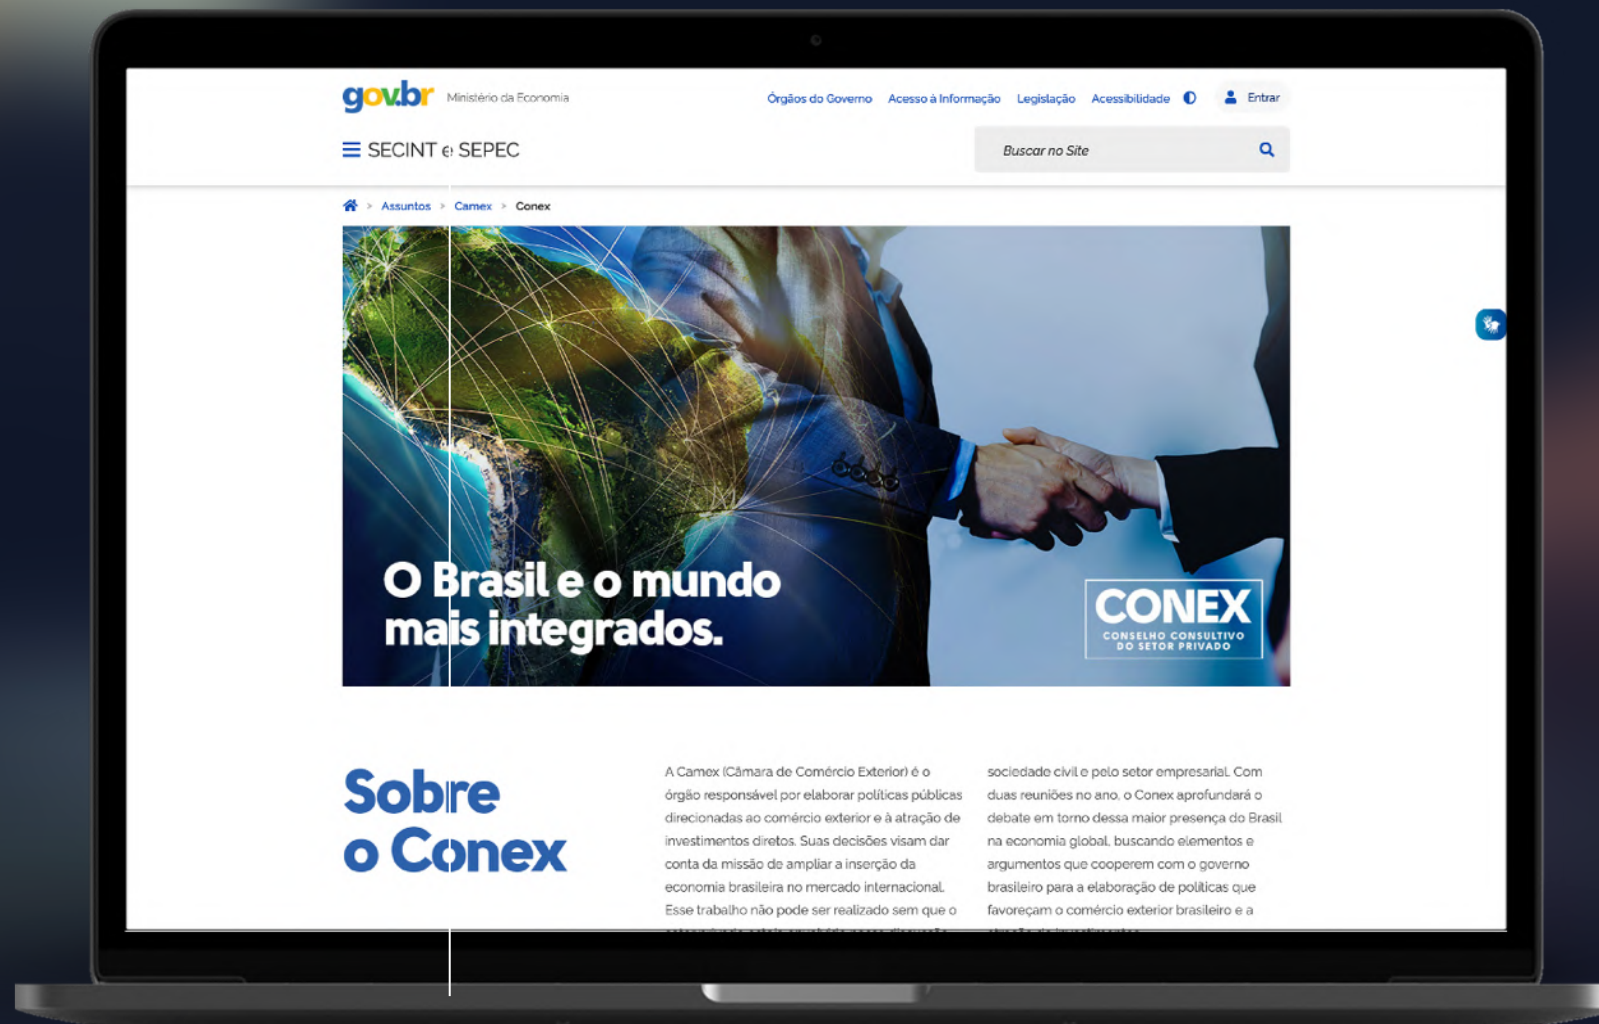 gov.br Ministério da Economia
Órgãos do Governo Acesso à Informação Legislação Acessibilidade Entrar
SECINT e SEPEC
Buscar no Site
> Assuntos > Camex > Conex
O Brasil e o mundo
mais integrados.
CONEX
CONSELHO CONSULTIVO
DO SETOR PRIVADO
Sobre
o Conex
A Camex (Câmara de Comércio Exterior) é o
órgão responsável por elaborar políticas públicas
direcionadas ao comércio exterior e à atração de
investimentos diretos. Suas decisões visam dar
conta da missão de ampliar a inserção da
economia brasileira no mercado internacional.
Esse trabalho não pode ser realizado sem que o
sociedade civil e pelo setor empresarial. Com
duas reuniões no ano, o Conex aprofundará o
debate em torno dessa maior presença do Brasil
na economia global, buscando elementos e
argumentos que cooperem com o governo
brasileiro para a elaboração de políticas que
favoreçam o comércio exterior brasileiro e a